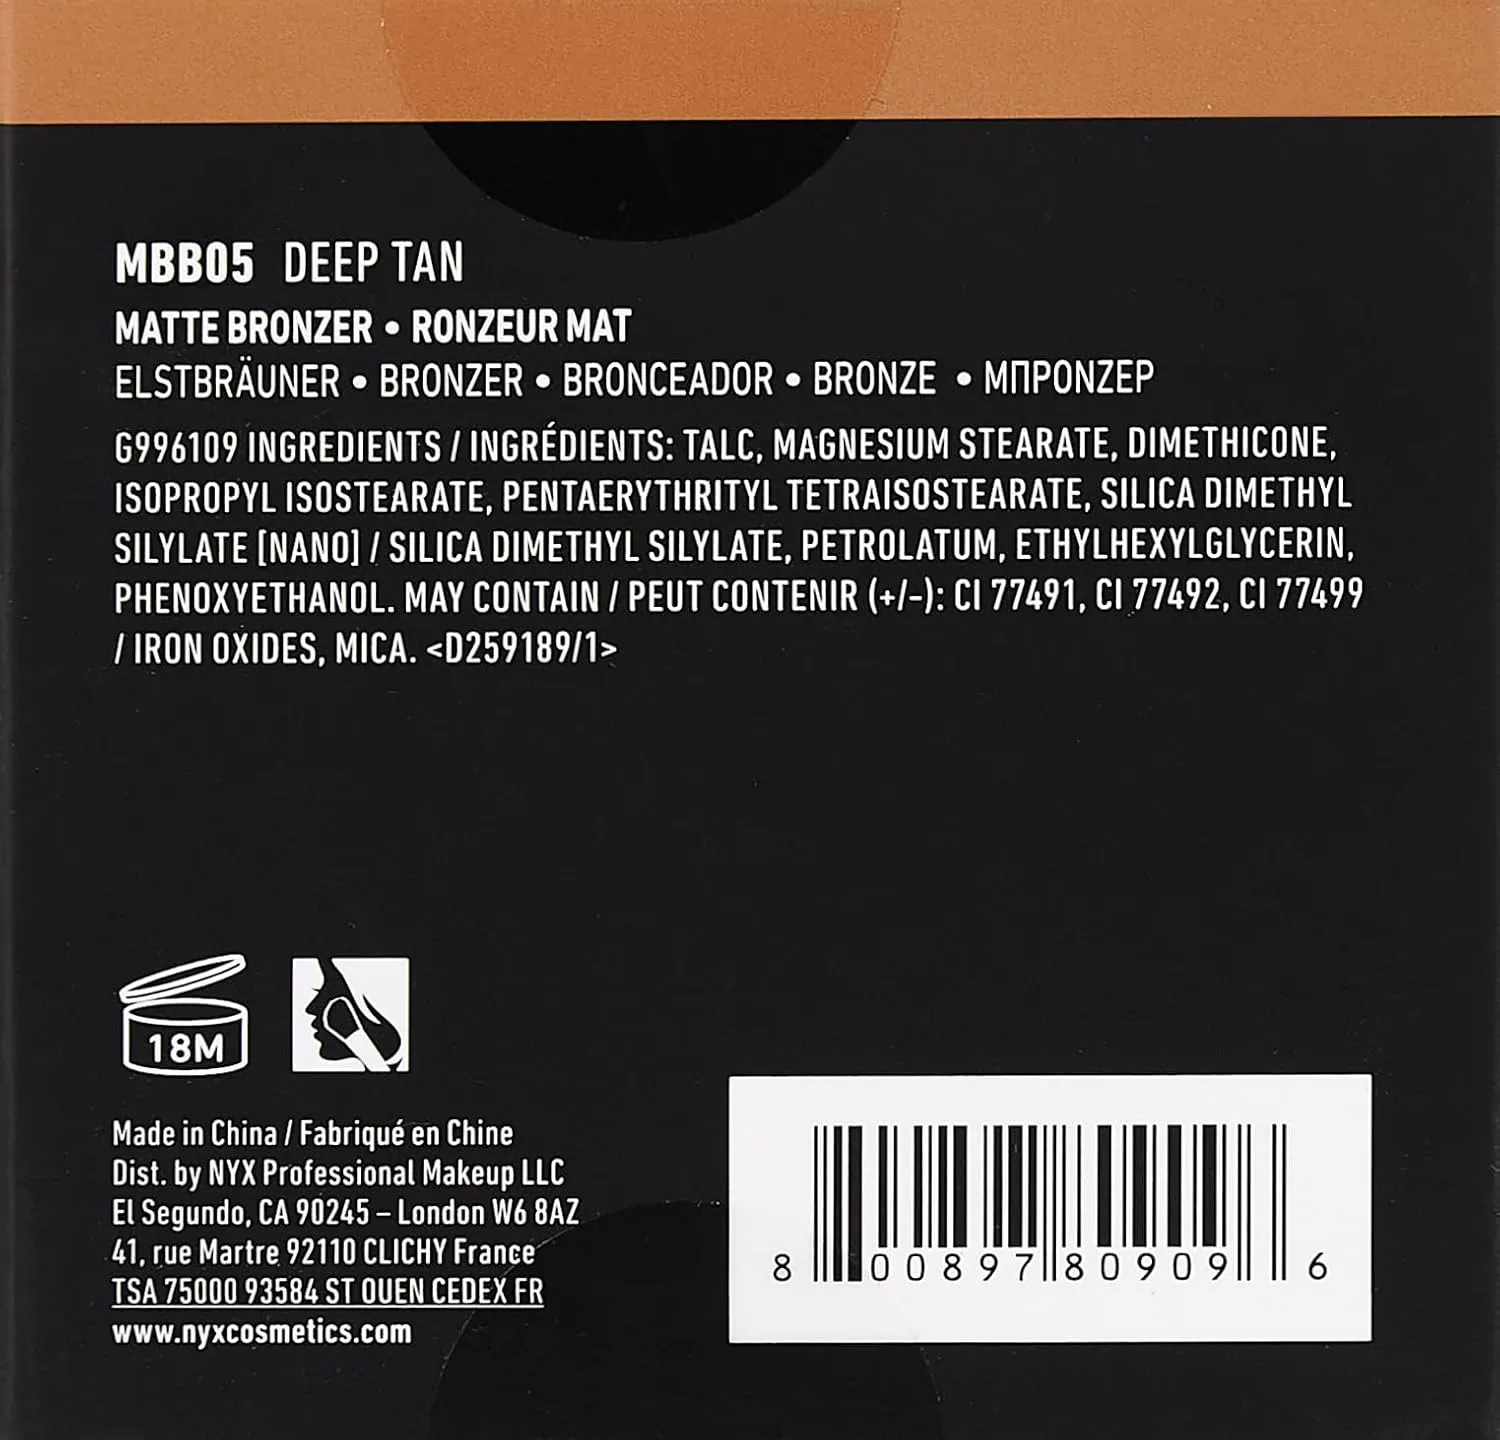 MBB05 DEEP TAN
MATTE BRONZER • RONZEUR MAT
ELSTBRÄUNER • BRONZER • BRONCEADOR • BRONZE • ΜΠΡΟΝΖΕΡ
G996109 INGREDIENTS / INGRÉDIENTS: TALC, MAGNESIUM STEARATE, DIMETHICONE,
ISOPROPYL ISOSTEARATE, PENTAERYTHRITYL TETRAISOSTEARATE, SILICA DIMETHYL
SILYLATE [NANO] / SILICA DIMETHYL SILYLATE, PETROLATUM, ETHYLHEXYLGLYCERIN,
PHENOXYETHANOL. MAY CONTAIN / PEUT CONTENIR (+/-): CI 77491, CI 77492, CI 77499
/ IRON OXIDES, MICA. <D259189/1>
18M
Made in China / Fabriqué en Chine
Dist. by NYX Professional Makeup LLC
El Segundo, CA 90245 – London W6 8AZ
41, rue Martre 92110 CLICHY France
TSA 75000 93584 ST OUEN CEDEX FR
www.nyxcosmetics.com
8 00897 80909 6